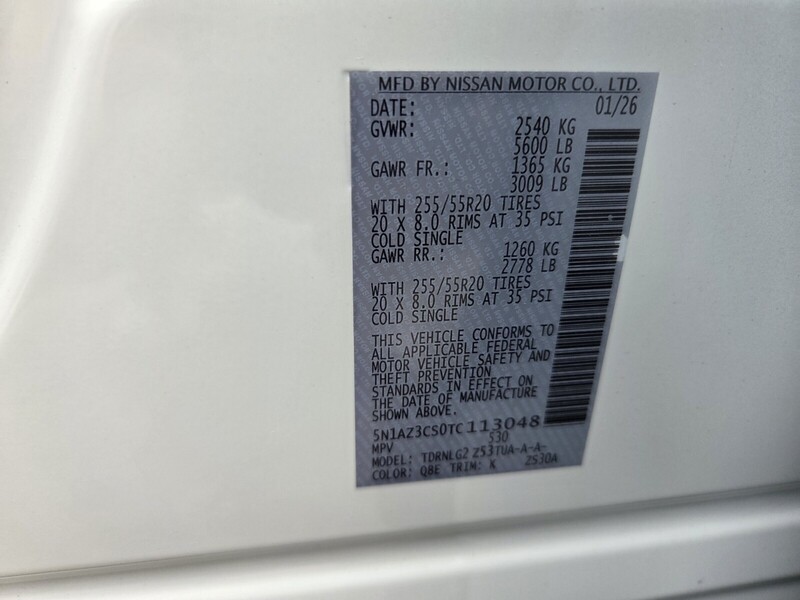 MFD BY NISSAN MOTOR CO., LTD.
DATE: 01/26
GVWR: 2540 KG
5600 LB
GAWR FR.: 1365 KG
3009 LB
WITH 255/55R20 TIRES
20 X 8.0 RIMS AT 35 PSI
COLD SINGLE
GAWR RR.: 1260 KG
2778 LB
WITH 255/55R20 TIRES
20 X 8.0 RIMS AT 35 PSI
COLD SINGLE
THIS VEHICLE CONFORMS TO
ALL APPLICABLE FEDERAL
MOTOR VEHICLE SAFETY AND
THEFT PREVENTION
STANDARDS IN EFFECT ON
THE DATE OF MANUFACTURE
SHOWN ABOVE.
5N1AZ3CS0TC113048
MPV 530
MODEL: TDRNLG2 Z53TUA-A-A-
COLOR: QBE TRIM: K Z530A